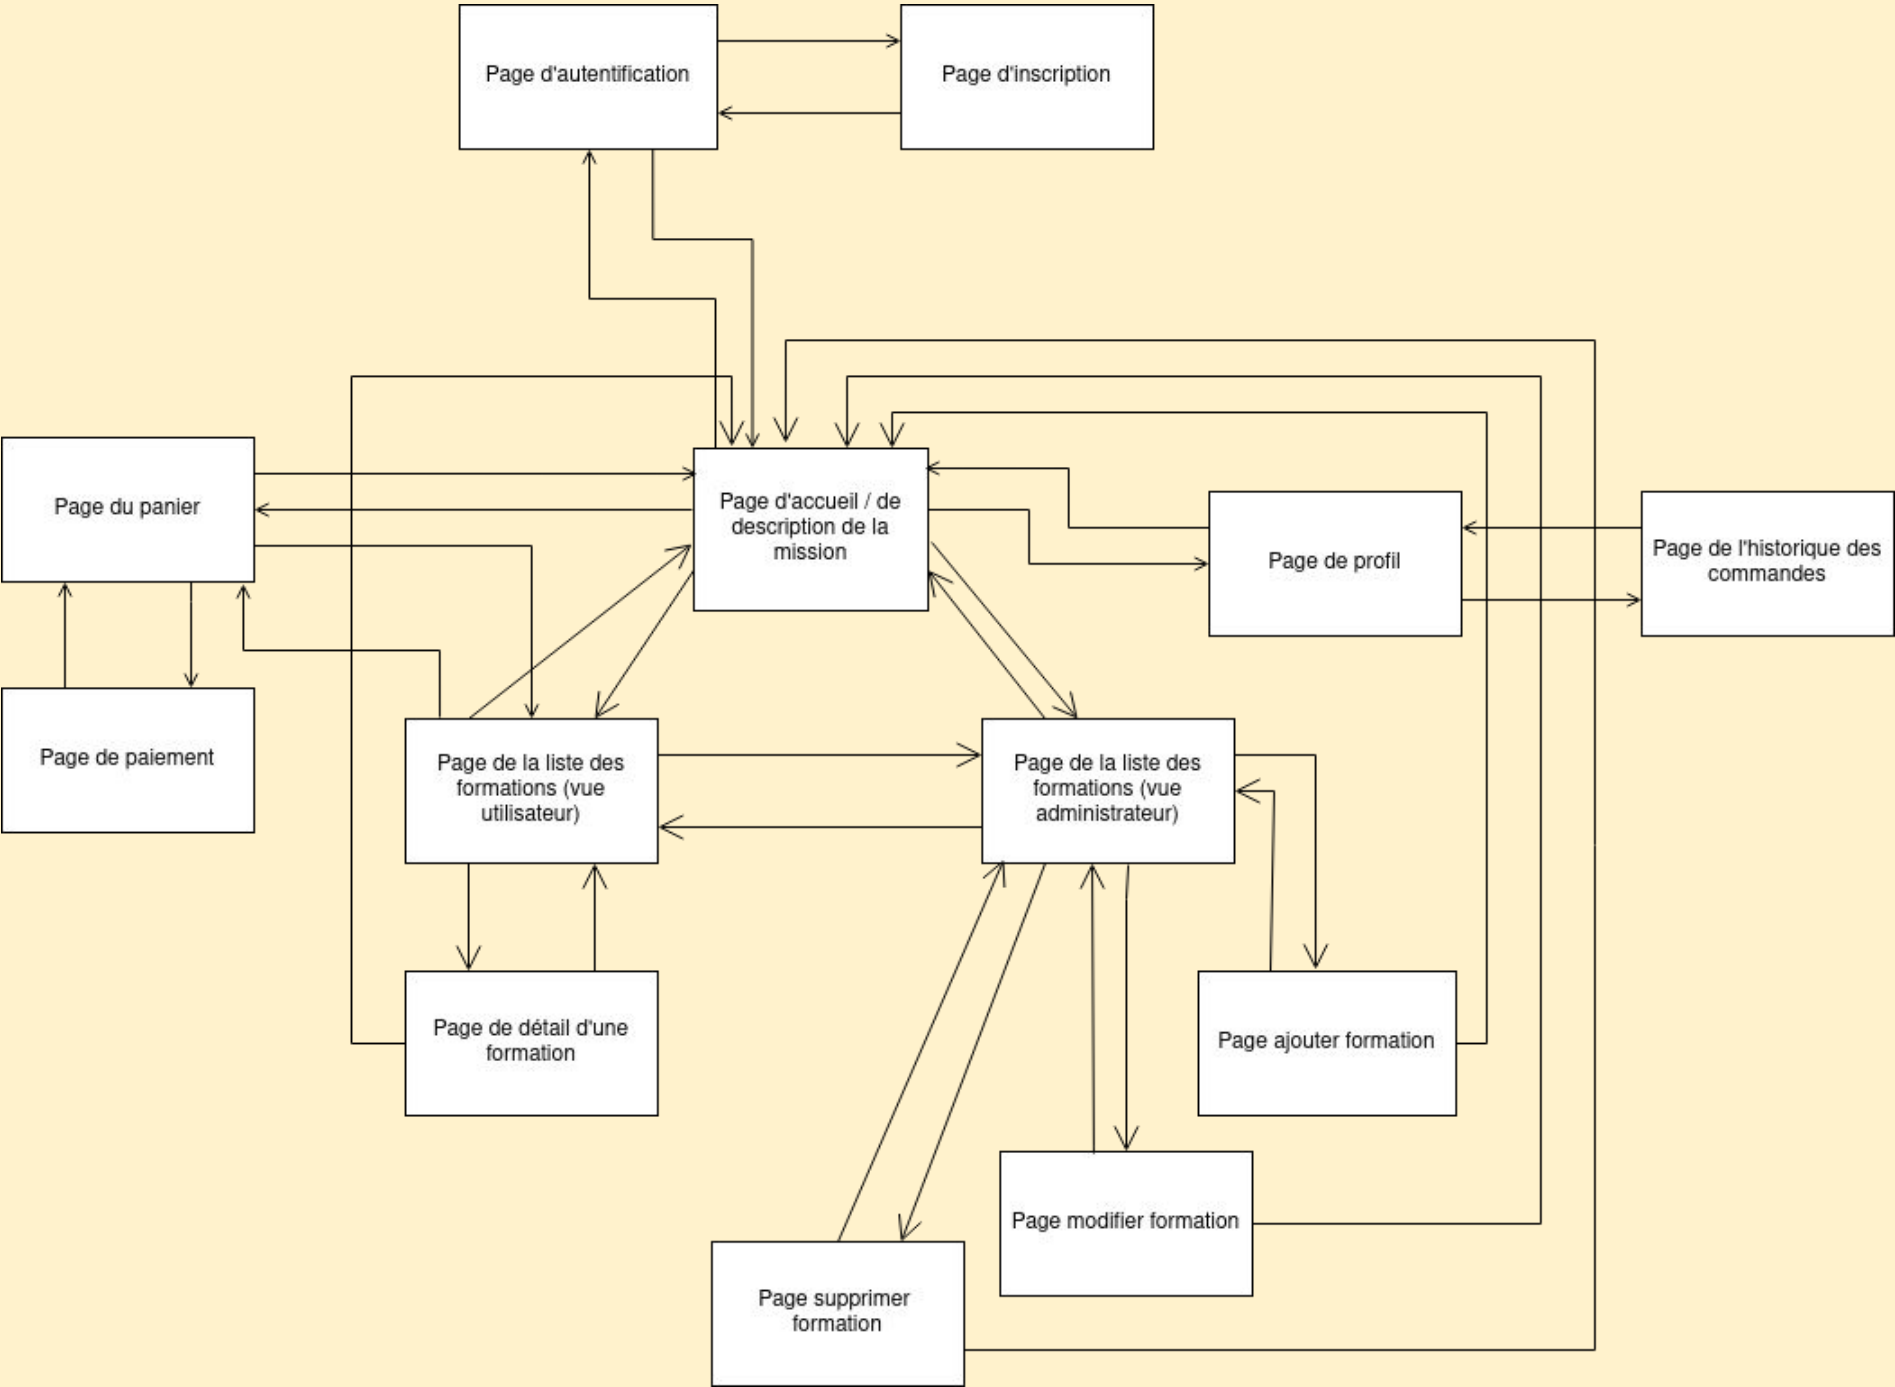 Page d'autentification
Page d'inscription
Page du panier
Page d'accueil / de
description de la
mission
Page de profil
Page de l'historique des
commandes
Page de paiement
Page de la liste des
formations (vue
utilisateur)
Page de la liste des
formations (vue
administrateur)
Page de détail d'une
formation
Page ajouter formation
Page modifier formation
Page supprimer
formation